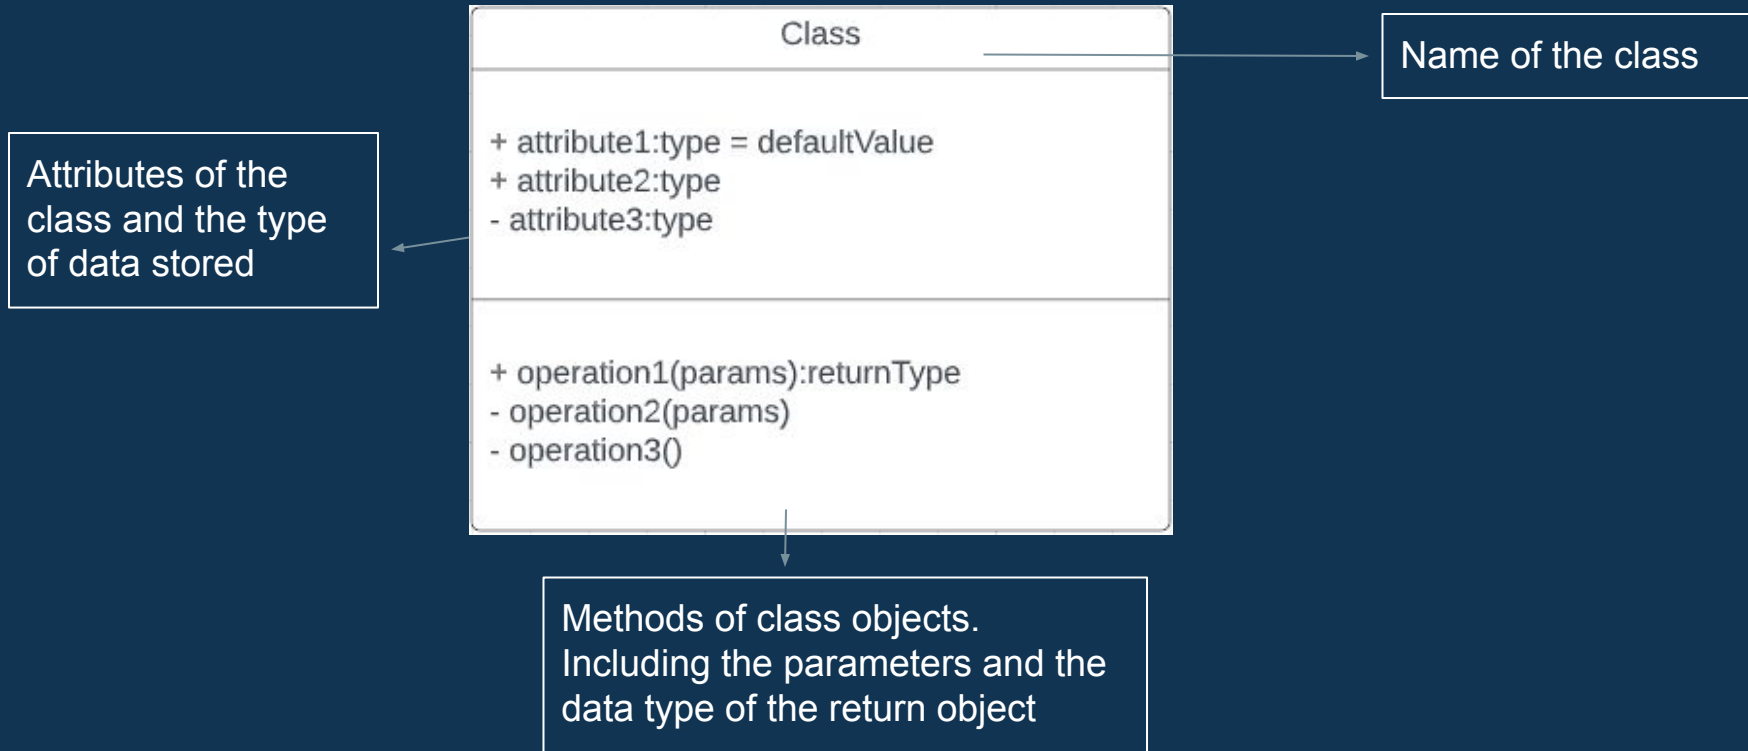 Class
Name of the class
+ attribute1:type = defaultValue
+ attribute2:type
- attribute3:type
Attributes of the
class and the type
of data stored
+ operation1(params):returnType
- operation2(params)
- operation3()
Methods of class objects.
Including the parameters and the
data type of the return object